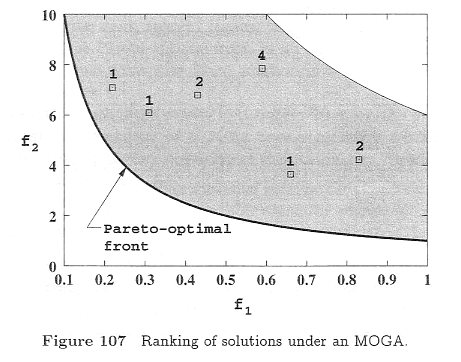 10
8
6
4
2
0
f2
4
1
2
1
2
1
Pareto-optimal
front
0.1 0.2 0.3 0.4 0.5 0.6 0.7 0.8 0.9 1
f1
Figure 107 Ranking of solutions under an MOGA.